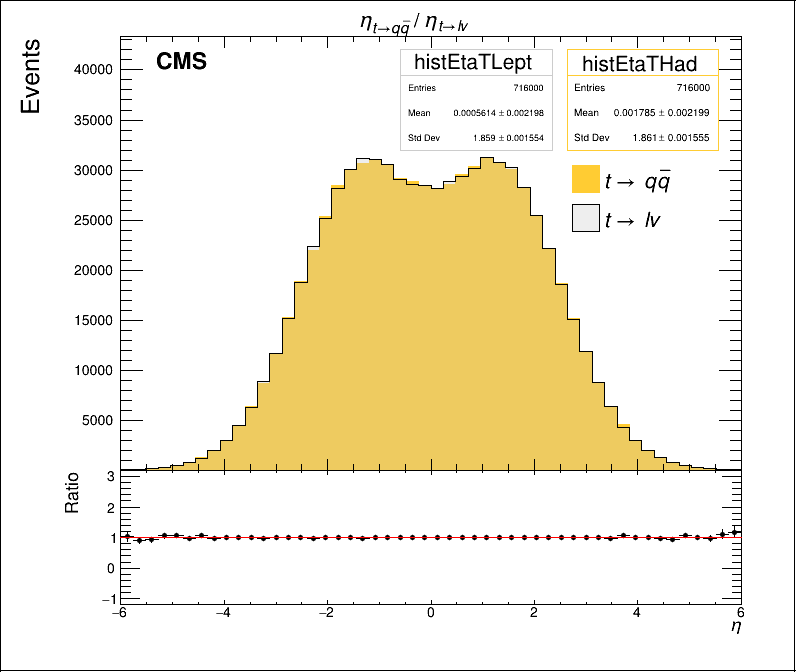 η_{t→qq̅} / η_{t→lν}
Events
CMS
histEtaTLept
Entries 716000
Mean 0.0005614 ± 0.002198
Std Dev 1.859 ± 0.001554
histEtaTHad
Entries 716000
Mean 0.001785 ± 0.002199
Std Dev 1.861 ± 0.001555
t → qq̅
t → lν
40000
35000
30000
25000
20000
15000
10000
5000
Ratio
3
2
1
0
−1
−6 −4 −2 0 2 4 6
η